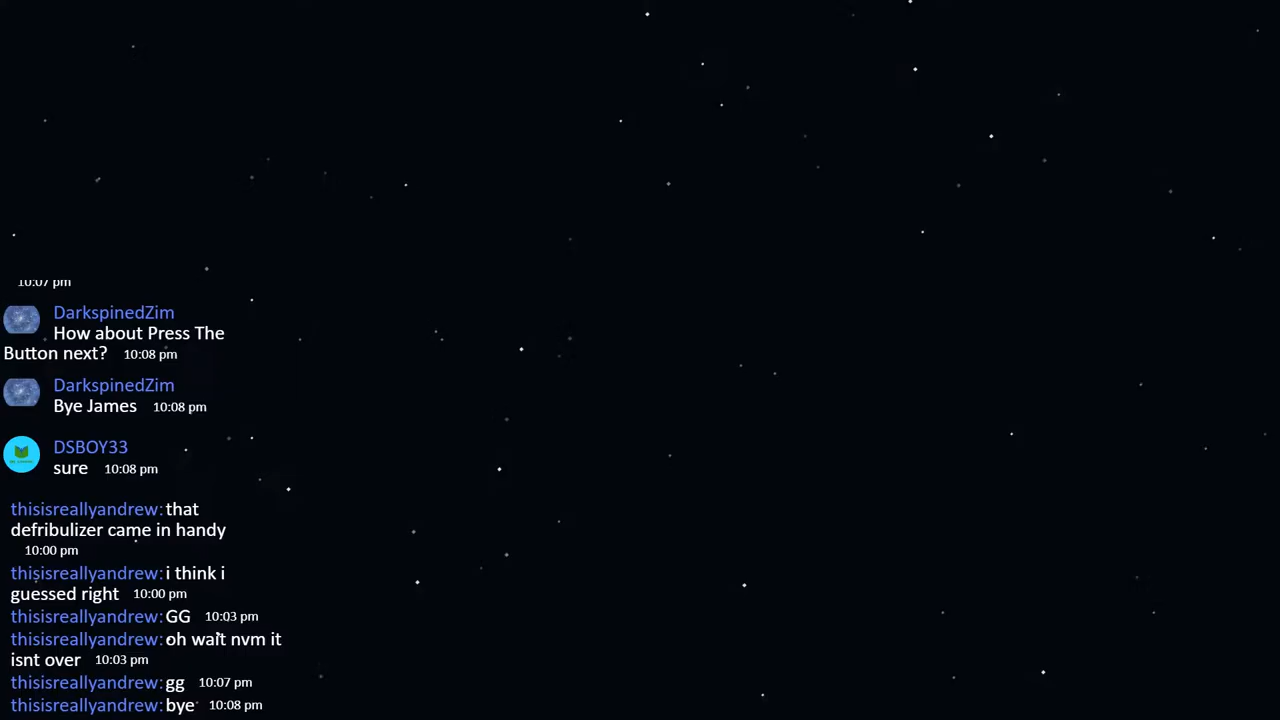 10:07 pm
DarkspinedZim
How about Press The
Button next? 10:08 pm
DarkspinedZim
Bye James 10:08 pm
DSBOY33
sure 10:08 pm
thisisreallyandrew: that
defribulizer came in handy
10:00 pm
thisisreallyandrew: i think i
guessed right 10:00 pm
thisisreallyandrew: GG 10:03 pm
thisisreallyandrew: oh wait nvm it
isnt over 10:03 pm
thisisreallyandrew: gg 10:07 pm
thisisreallyandrew: bye 10:08 pm